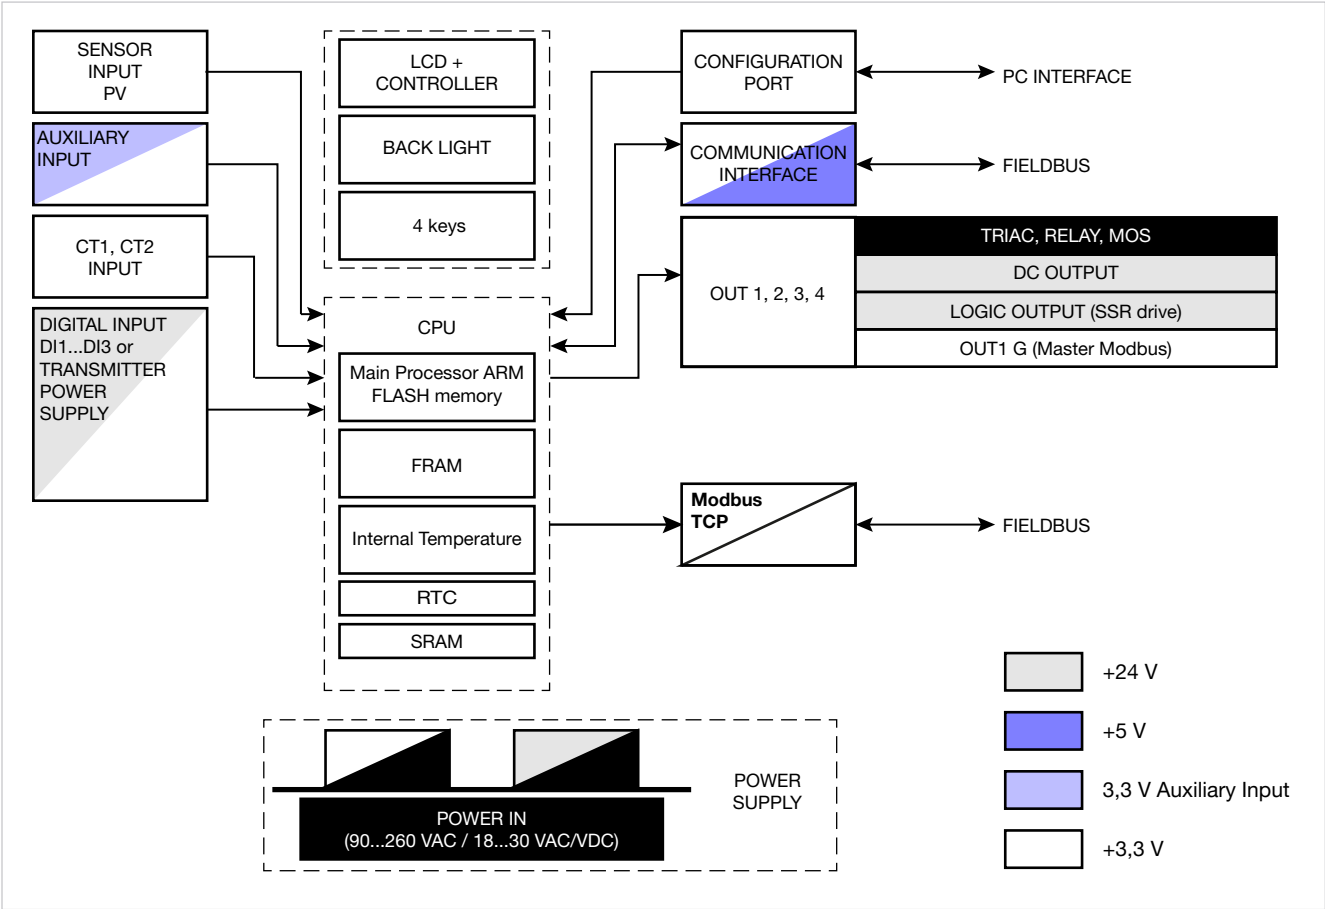 SENSOR
INPUT
PV
AUXILIARY
INPUT
CT1, CT2
INPUT
DIGITAL INPUT
DI1...DI3 or
TRANSMITTER
POWER
SUPPLY
LCD +
CONTROLLER
BACK LIGHT
4 keys
CPU
Main Processor ARM
FLASH memory
FRAM
Internal Temperature
RTC
SRAM
CONFIGURATION
PORT
PC INTERFACE
COMMUNICATION
INTERFACE
FIELDBUS
OUT 1, 2, 3, 4
TRIAC, RELAY, MOS
DC OUTPUT
LOGIC OUTPUT (SSR drive)
OUT1 G (Master Modbus)
Modbus
TCP
FIELDBUS
POWER IN
(90...260 VAC / 18...30 VAC/VDC)
POWER
SUPPLY
+24 V
+5 V
3,3 V Auxiliary Input
+3,3 V